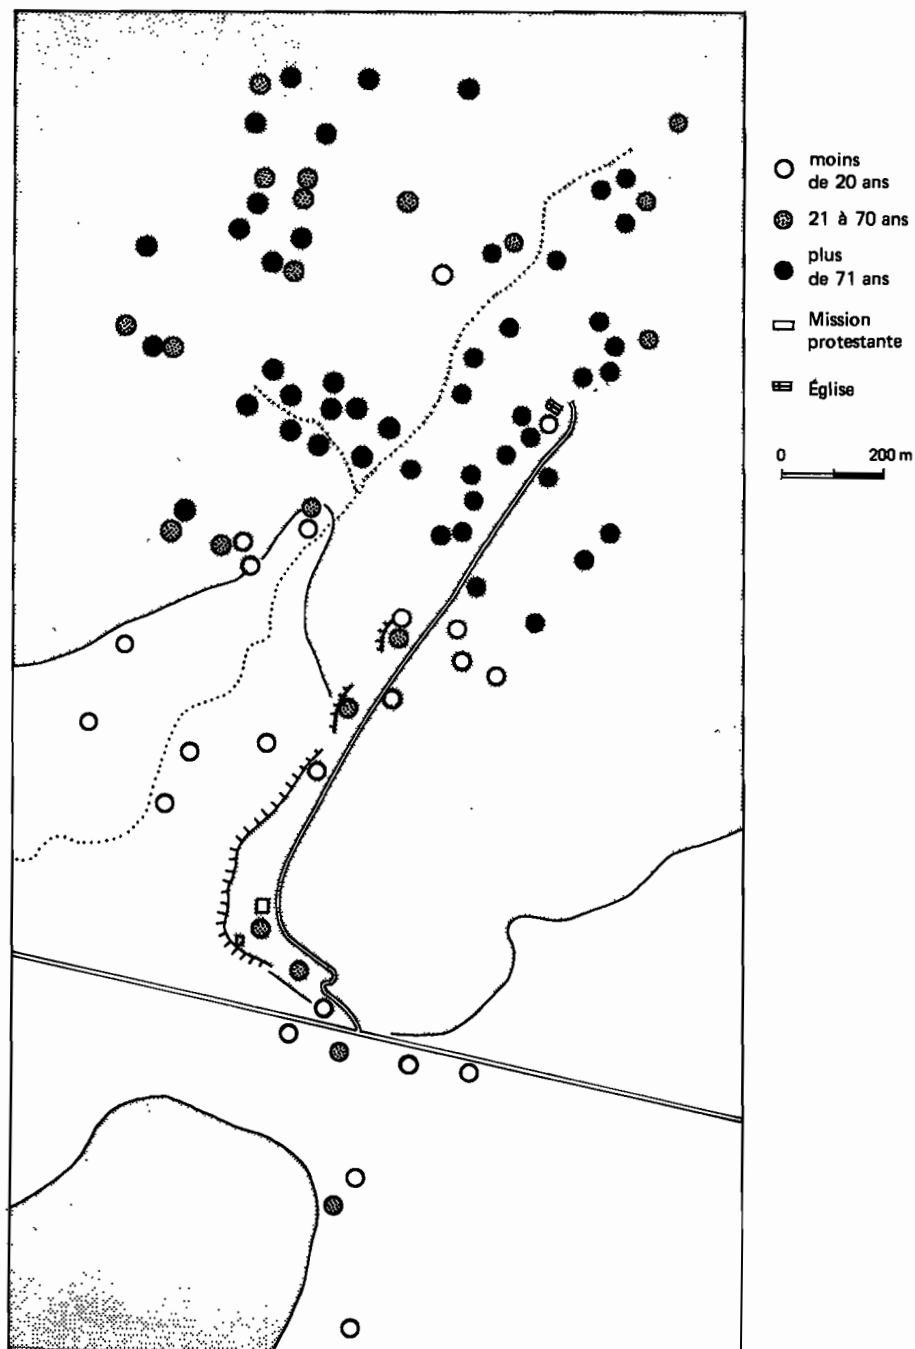 moins
de 20 ans
21 à 70 ans
plus
de 71 ans
Mission
protestante
Église
0 200 m